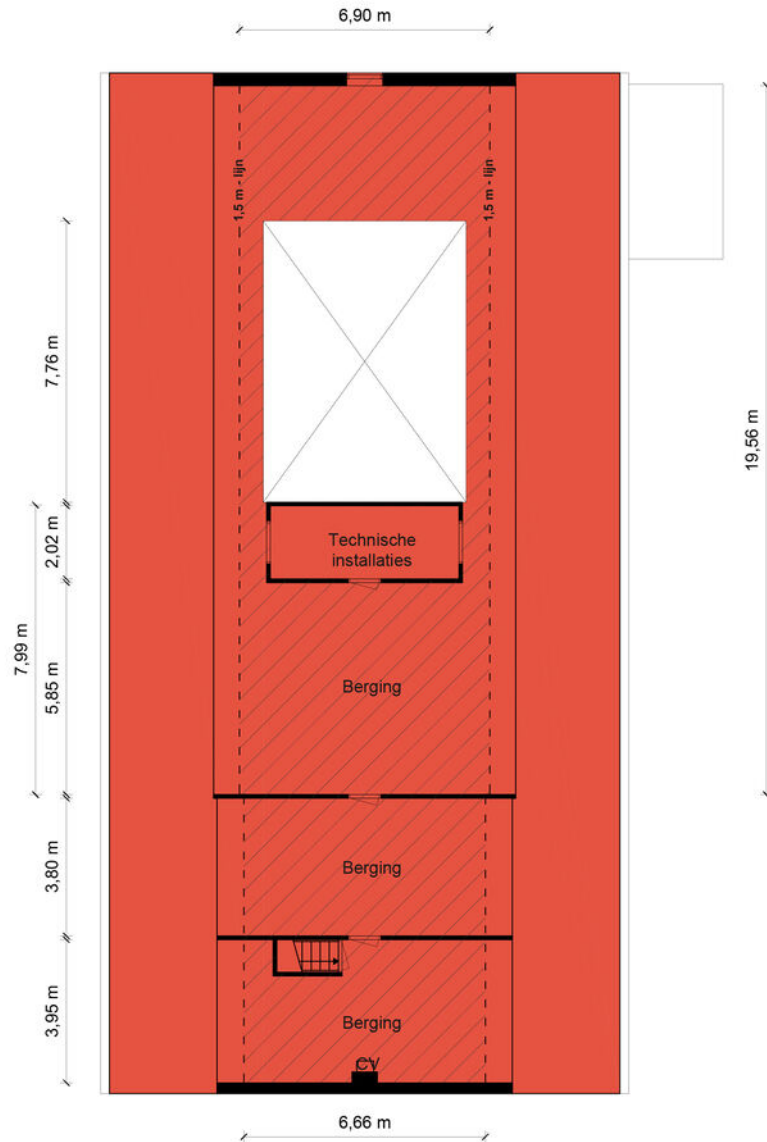 6,90 m
1,5 m - lijn
1,5 m - lijn
7,76 m
19,56 m
2,02 m
Technische
installaties
7,99 m
5,85 m
Berging
3,80 m
Berging
3,95 m
Berging
CV
6,66 m